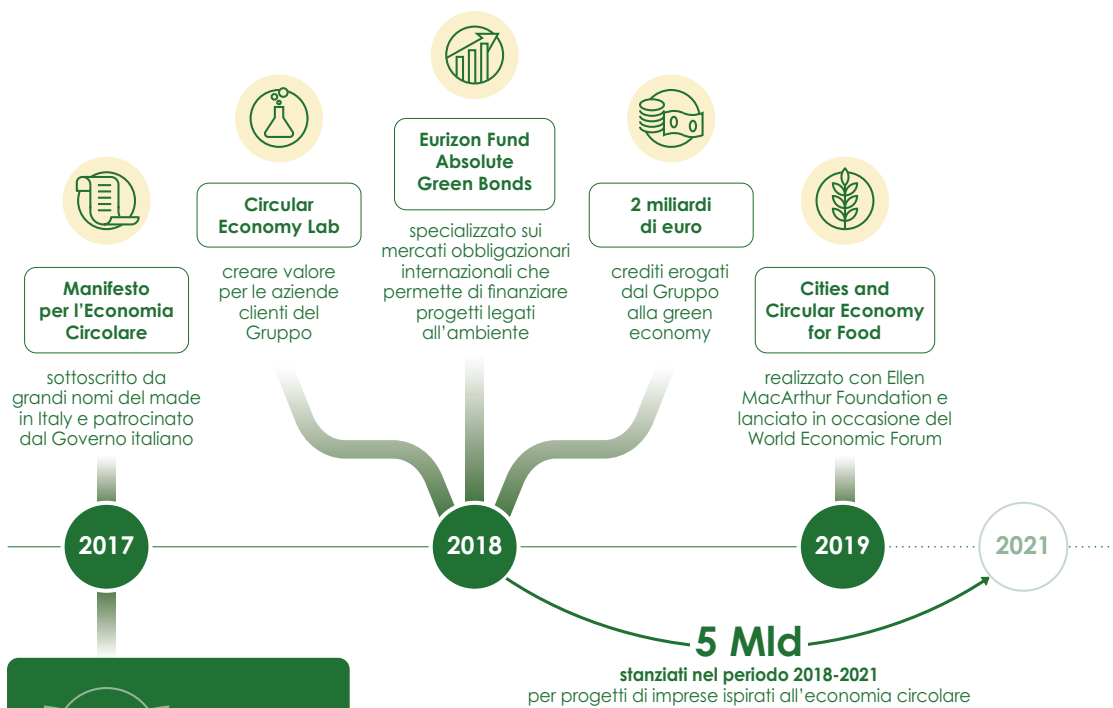 Manifesto
per l’Economia
Circolare
sottoscritto da
grandi nomi del made
in Italy e patrocinato
dal Governo italiano
Circular
Economy Lab
creare valore
per le aziende
clienti del
Gruppo
Eurizon Fund
Absolute
Green Bonds
specializzato sui
mercati obbligazionari
internazionali che
permette di finanziare
progetti legati
all’ambiente
2 miliardi
di euro
crediti erogati
dal Gruppo
alla green
economy
Cities and
Circular Economy
for Food
realizzato con Ellen
MacArthur Foundation e
lanciato in occasione del
World Economic Forum
2017
2018
2019
2021
5 Mld
stanziati nel periodo 2018-2021
per progetti di imprese ispirati all’economia circolare